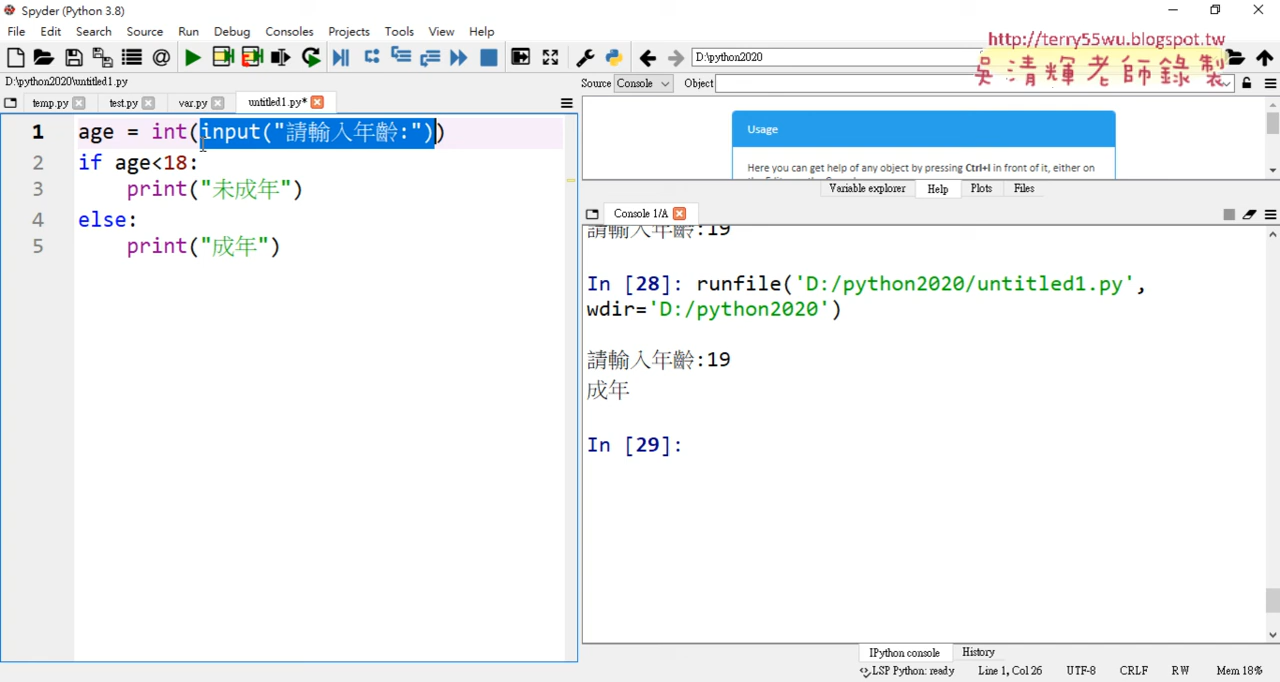 Spyder (Python 3.8)
File Edit Search Source Run Debug Consoles Projects Tools View Help
http://terry55wu.blogspot.tw
吳清輝老師錄製
D:\python2020
D:\python2020\untitled1.py
Source Console Object
temp.py test.py var.py untitled1.py*
1 age = int(input("請輸入年齡:"))
2 if age<18:
3 print("未成年")
4 else:
5 print("成年")
Usage
Here you can get help of any object by pressing Ctrl+I in front of it, either on
Variable explorer Help Plots Files
Console 1/A
請輸入年齡:19
In [28]: runfile('D:/python2020/untitled1.py',
wdir='D:/python2020')
請輸入年齡:19
成年
In [29]:
IPython console History
LSP Python: ready Line 1, Col 26 UTF-8 CRLF RW Mem 18%